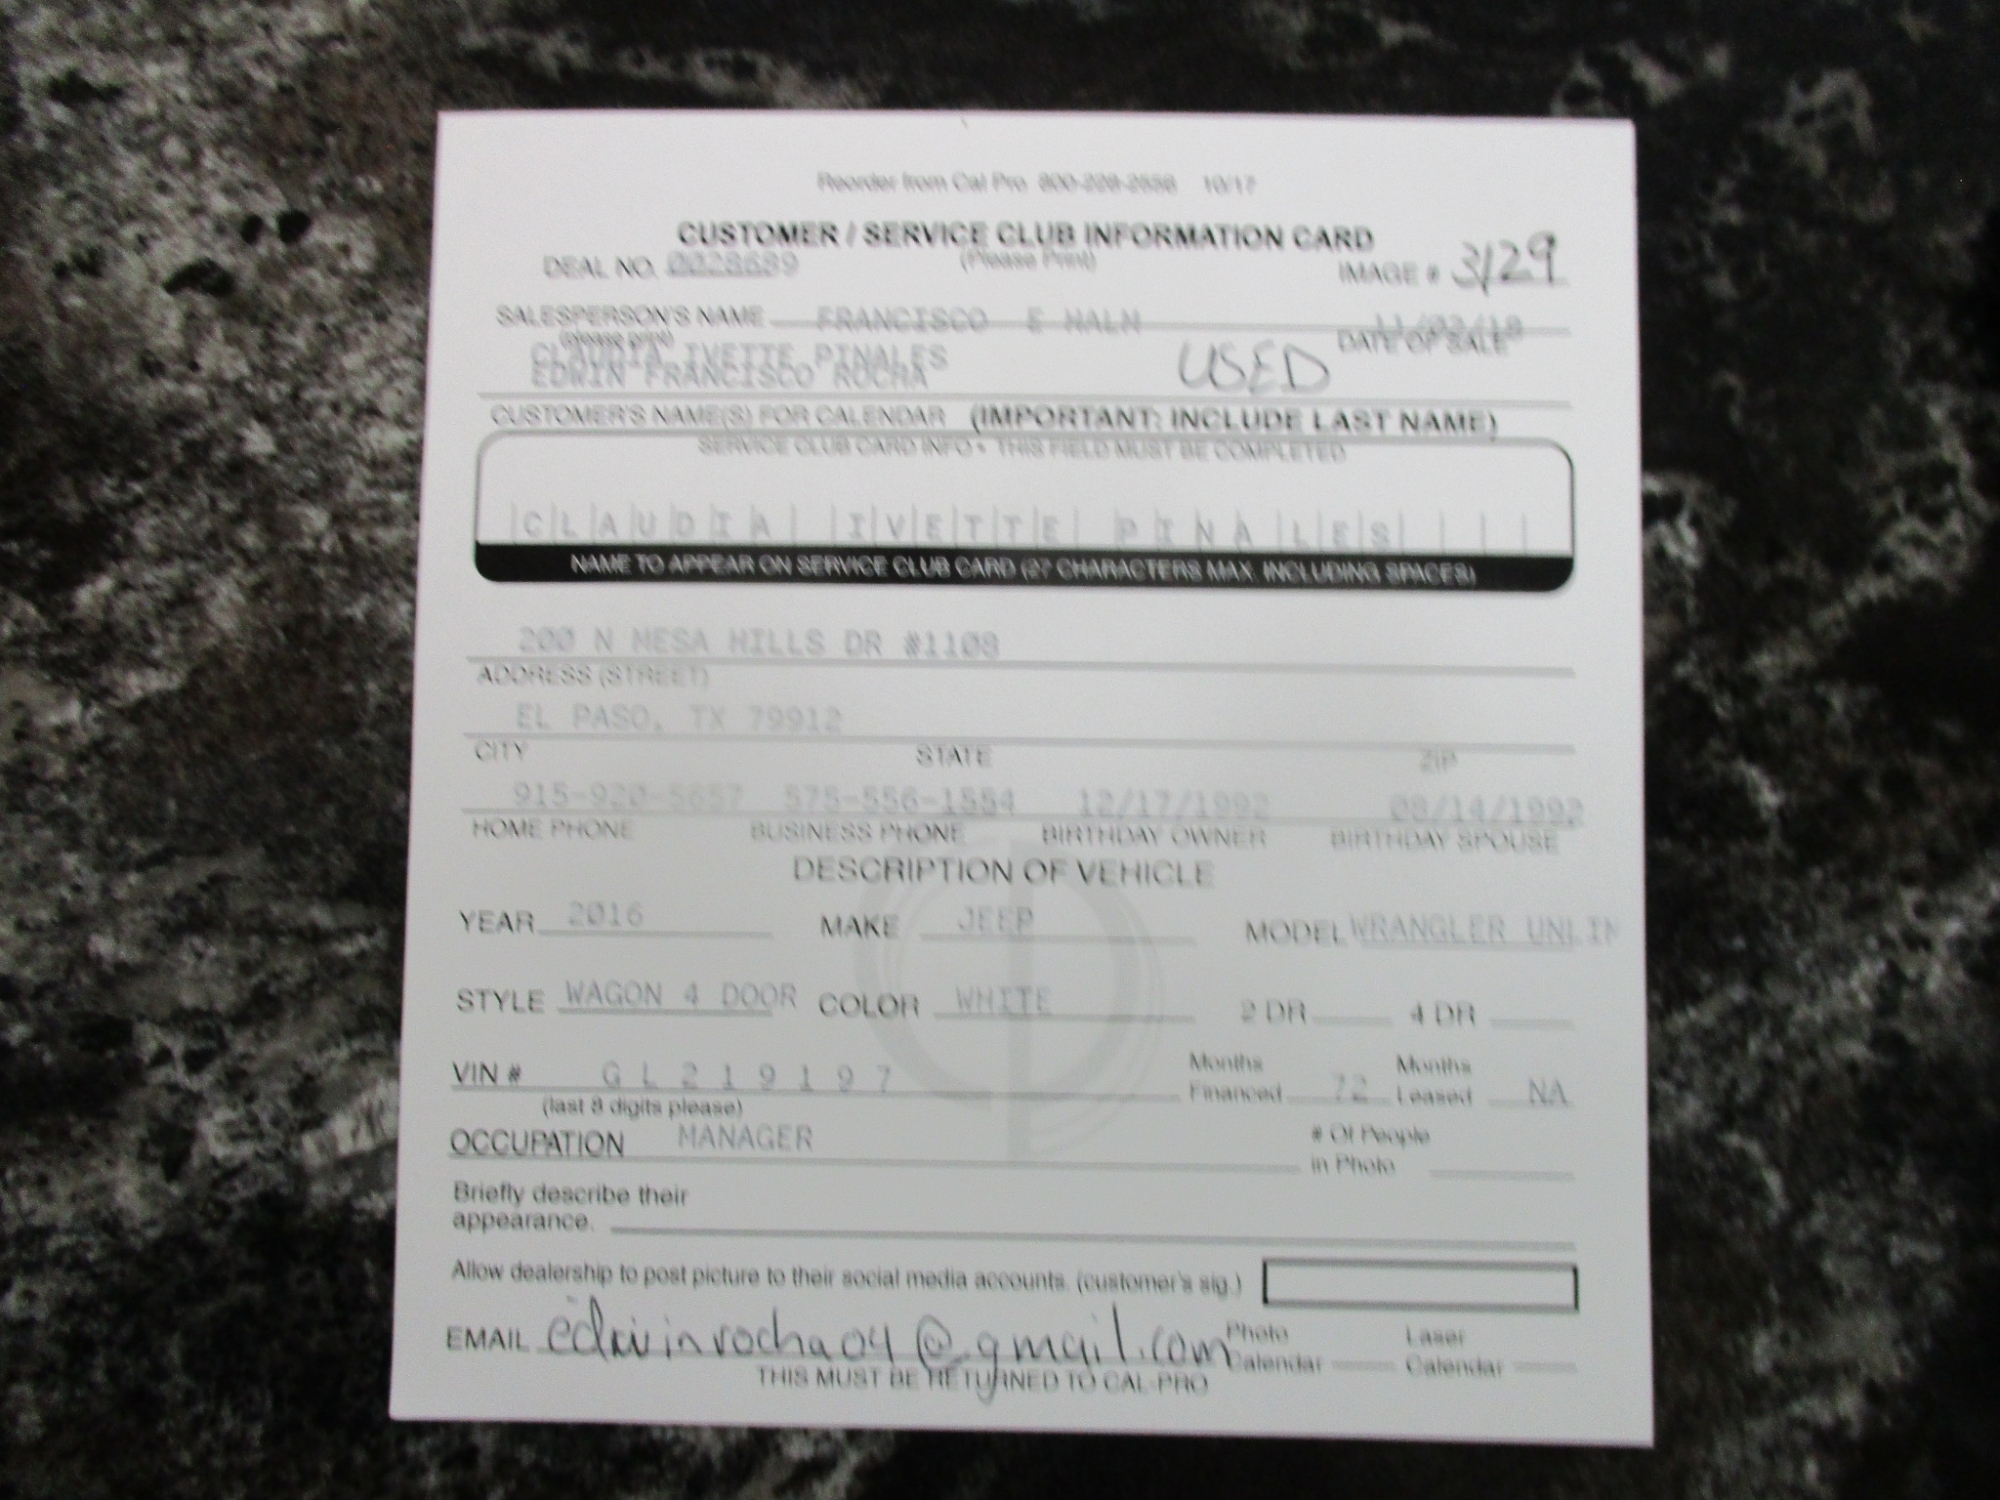 Reorder from Cal Pro 800-228-2556 10/17
CUSTOMER / SERVICE CLUB INFORMATION CARD
DEAL NO. 0028689 (Please Print) IMAGE # 3129
SALESPERSON'S NAME FRANCISCO E HALM 11/03/18
(please print) DATE OF SALE
CLAUDIA IVETTE PINALES USED
EDWIN FRANCISCO ROCHA
CUSTOMER'S NAME(S) FOR CALENDAR (IMPORTANT: INCLUDE LAST NAME)
SERVICE CLUB CARD INFO • THIS FIELD MUST BE COMPLETED
CLAUDIA IVETTE PINALES
NAME TO APPEAR ON SERVICE CLUB CARD (27 CHARACTERS MAX. INCLUDING SPACES)
200 N MESA HILLS DR #1108
ADDRESS (STREET)
EL PASO, TX 79912
CITY STATE ZIP
915-920-5657 575-556-1554 12/17/1992 08/14/1992
HOME PHONE BUSINESS PHONE BIRTHDAY OWNER BIRTHDAY SPOUSE
DESCRIPTION OF VEHICLE
YEAR 2016 MAKE JEEP MODEL WRANGLER UNLIM
STYLE WAGON 4 DOOR COLOR WHITE 2 DR 4 DR
VIN # GL219197 Months Financed 72 Months Leased NA
(last 8 digits please)
OCCUPATION MANAGER # Of People in Photo
Briefly describe their
appearance.
Allow dealership to post picture to their social media accounts. (customer's sig.)
EMAIL edwinrocha04@gmail.com Photo Calendar Laser Calendar
THIS MUST BE RETURNED TO CAL-PRO